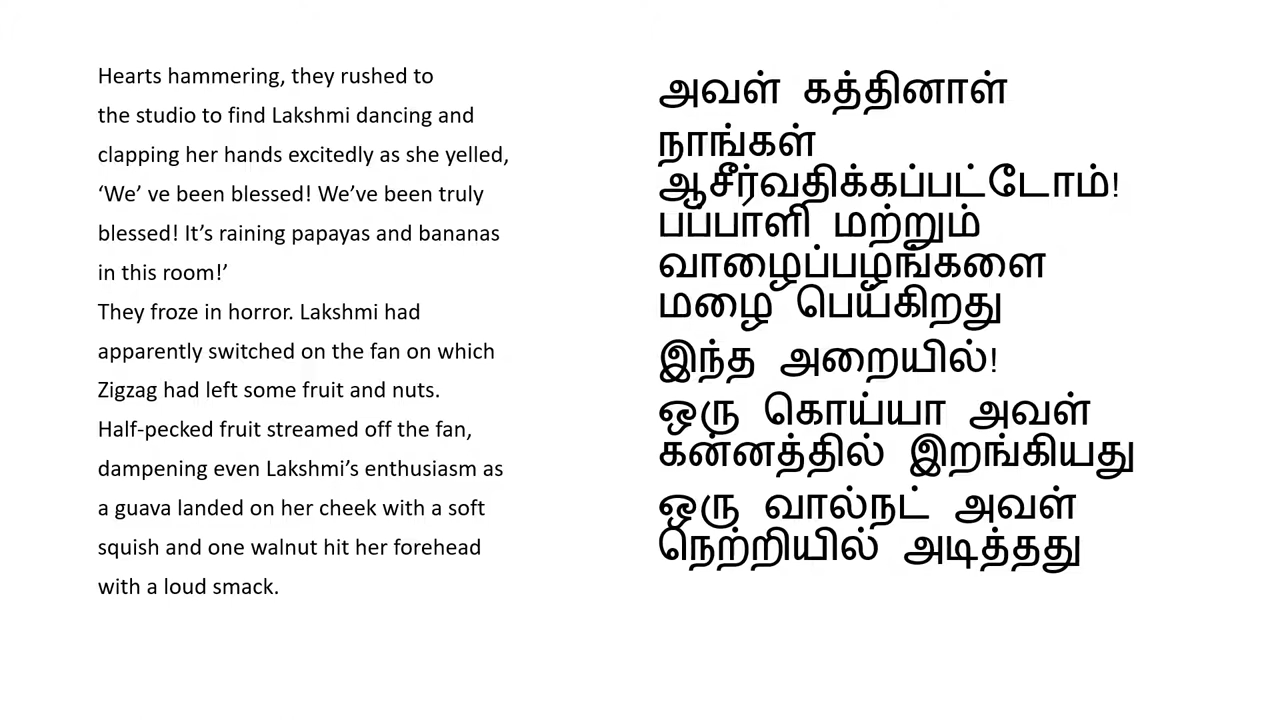 Hearts hammering, they rushed to
the studio to find Lakshmi dancing and
clapping her hands excitedly as she yelled,
‘We’ ve been blessed! We’ve been truly
blessed! It’s raining papayas and bananas
in this room!’
They froze in horror. Lakshmi had
apparently switched on the fan on which
Zigzag had left some fruit and nuts.
Half-pecked fruit streamed off the fan,
dampening even Lakshmi’s enthusiasm as
a guava landed on her cheek with a soft
squish and one walnut hit her forehead
with a loud smack.
அவள் கத்தினாள்
நாங்கள்
ஆசீர்வதிக்கப்பட்டோம்!
பப்பாளி மற்றும்
வாழைப்பழங்களை
மழை பெய்கிறது
இந்த அறையில்!
ஒரு கொய்யா அவள்
கன்னத்தில் இறங்கியது
ஒரு வால்நட் அவள்
நெற்றியில் அடித்தது